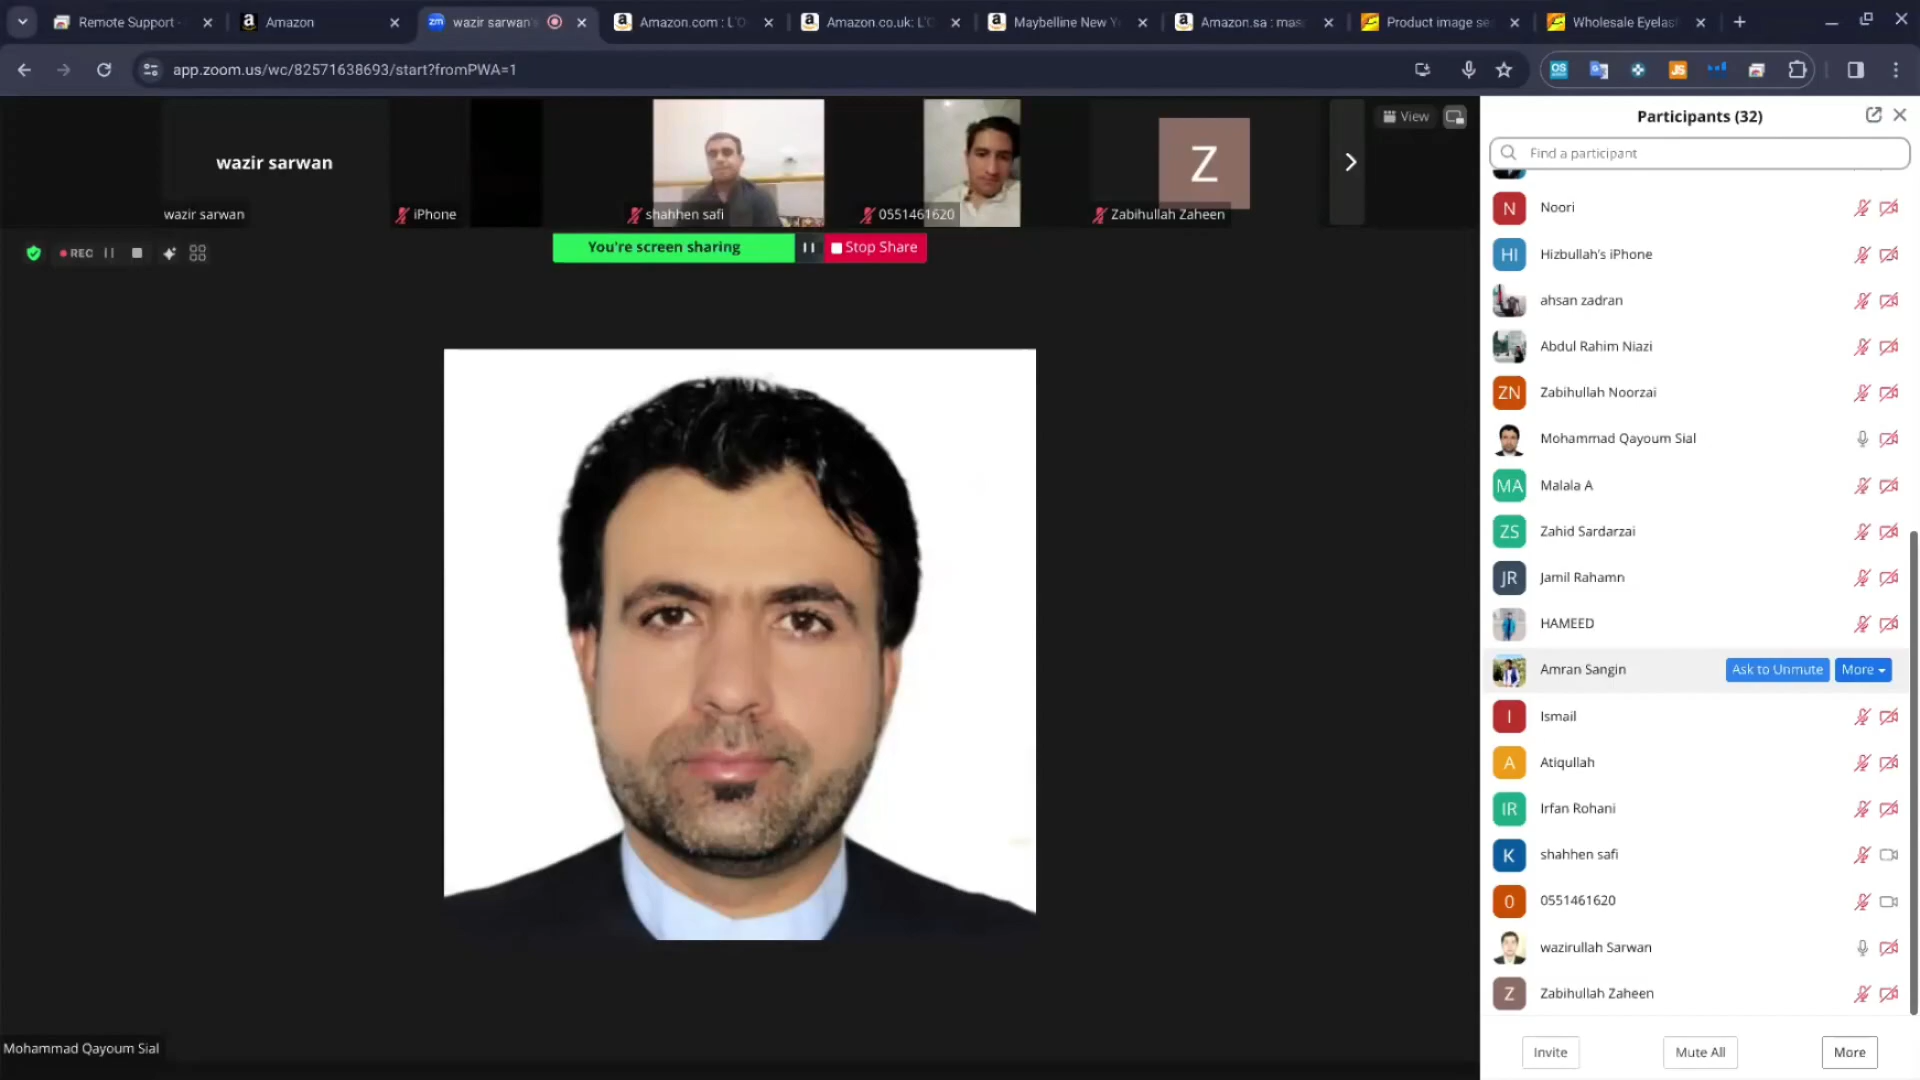 Remote Support -
Amazon
zm
wazir sarwan's
Amazon.com : L'O
Amazon.co.uk: L'O
Maybelline New Y
Amazon.sa : mas
Product image se
Wholesale Eyelas
app.zoom.us/wc/82571638693/start?fromPWA=1
OS
JS
wazir sarwan
wazir sarwan
iPhone
shahhen safi
0551461620
Z
Zabihullah Zaheen
View
REC
You're screen sharing
Stop Share
Mohammad Qayoum Sial
Participants (32)
Find a participant
N Noori
HI Hizbullah's iPhone
ahsan zadran
Abdul Rahim Niazi
ZN Zabihullah Noorzai
Mohammad Qayoum Sial
MA Malala A
ZS Zahid Sardarzai
JR Jamil Rahamn
HAMEED
Amran Sangin Ask to Unmute More
I Ismail
A Atiqullah
IR Irfan Rohani
K shahhen safi
0 0551461620
wazirullah Sarwan
Z Zabihullah Zaheen
Invite Mute All More